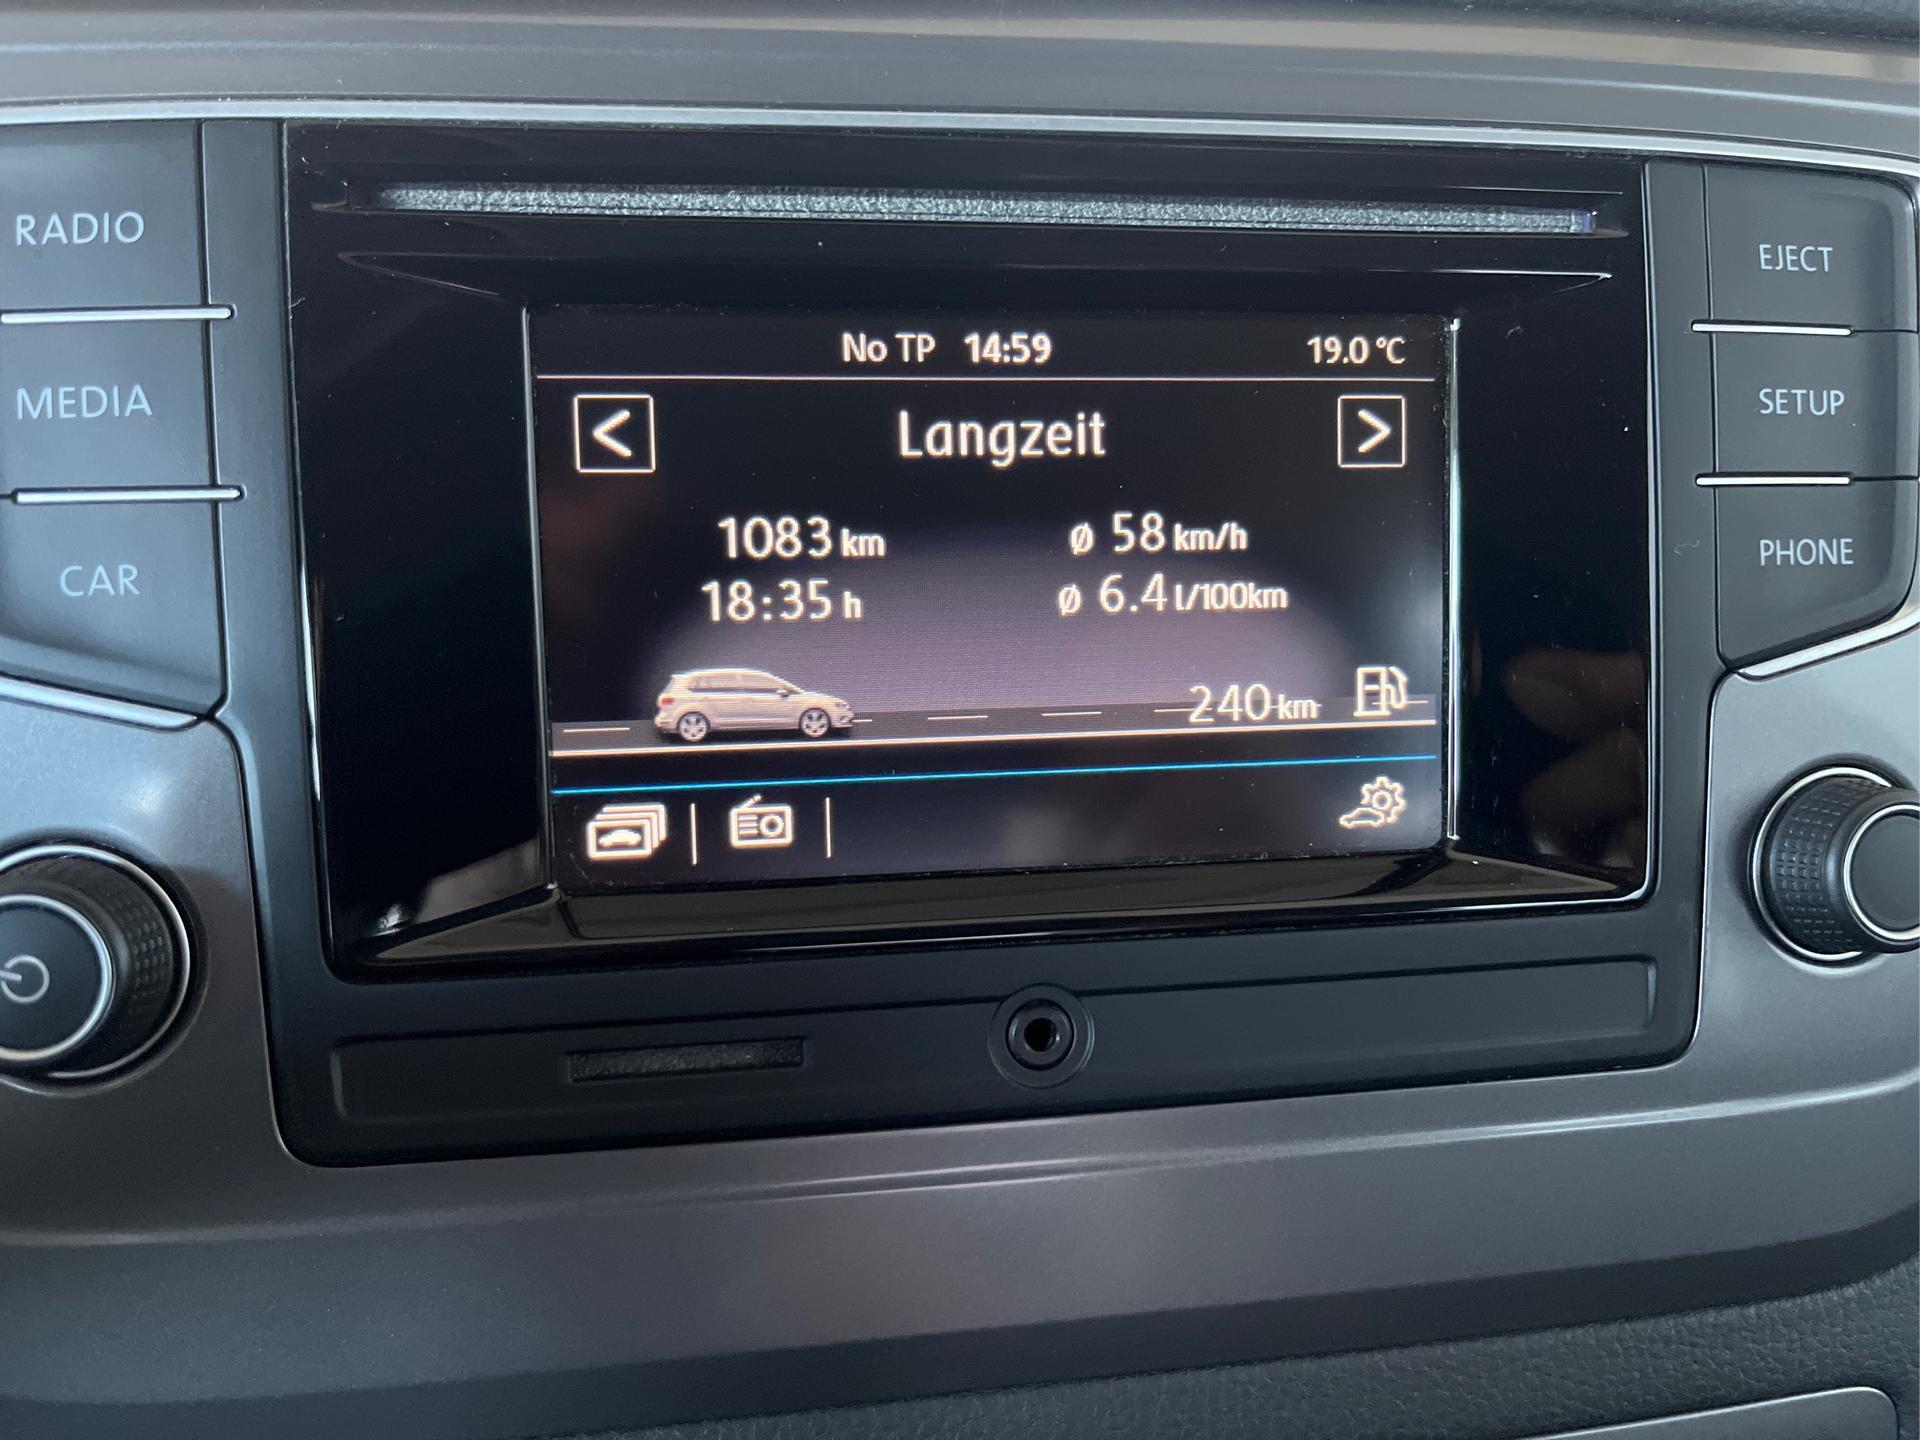 RADIO
MEDIA
CAR
No TP 14:59 19.0 °C
< Langzeit >
1083 km ø 58 km/h
18:35 h ø 6.4 l/100km
240 km
EJECT
SETUP
PHONE